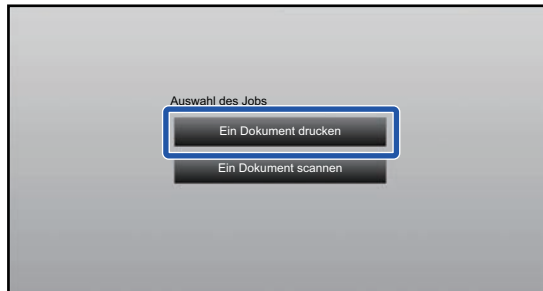 Auswahl des Jobs
Ein Dokument drucken
Ein Dokument scannen